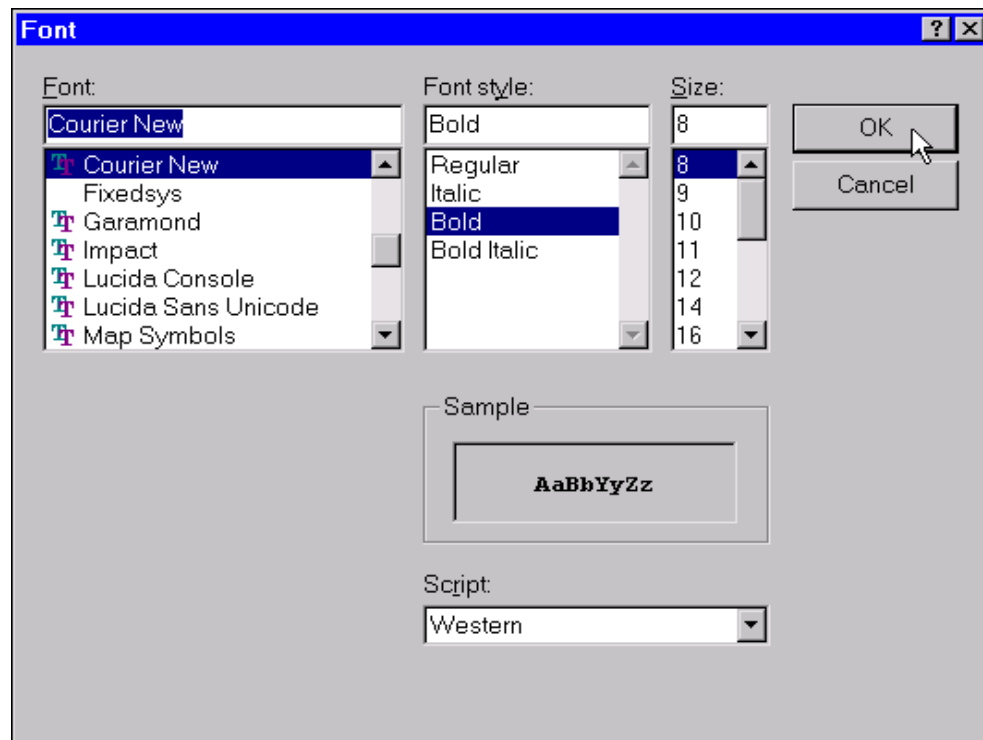 Font
Font:
Courier New
Courier New
Fixedsys
Garamond
Impact
Lucida Console
Lucida Sans Unicode
Map Symbols
Font style:
Bold
Regular
Italic
Bold
Bold Italic
Size:
8
8
9
10
11
12
14
16
OK
Cancel
Sample
AaBbYyZz
Script:
Western